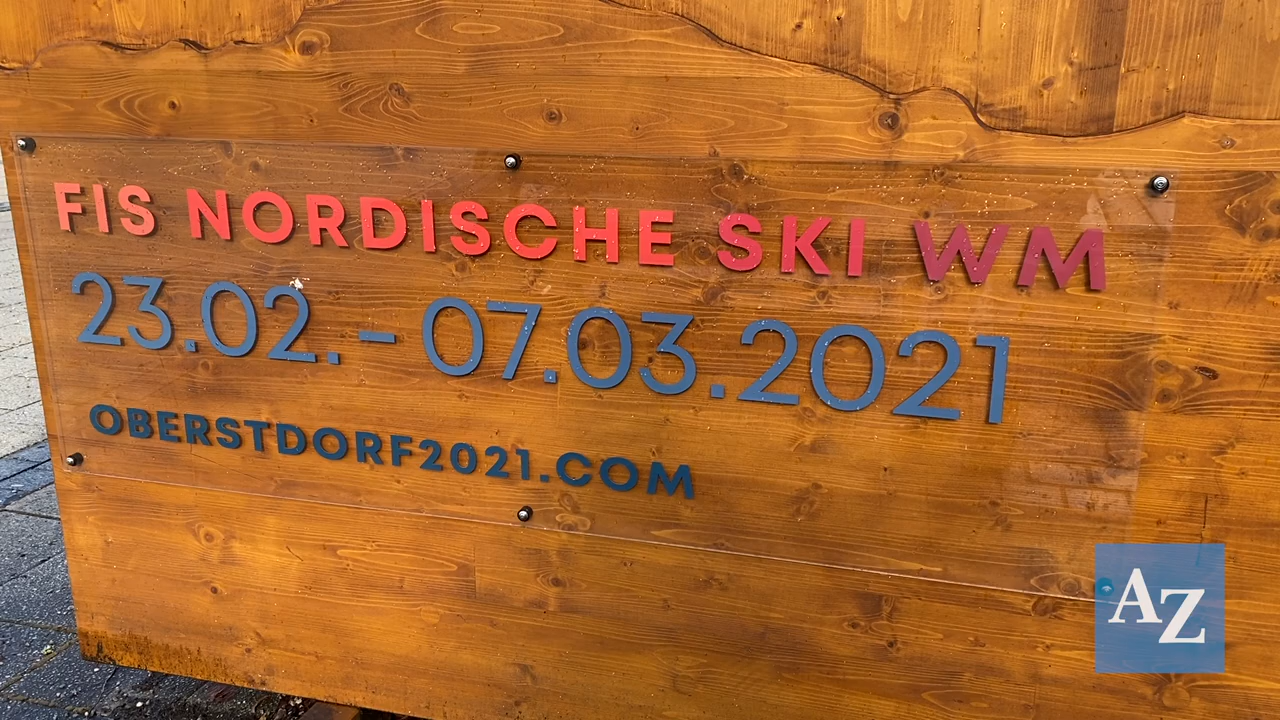 FIS NORDISCHE SKI WM
23.02. – 07.03.2021
OBERSTDORF2021.COM
AZ